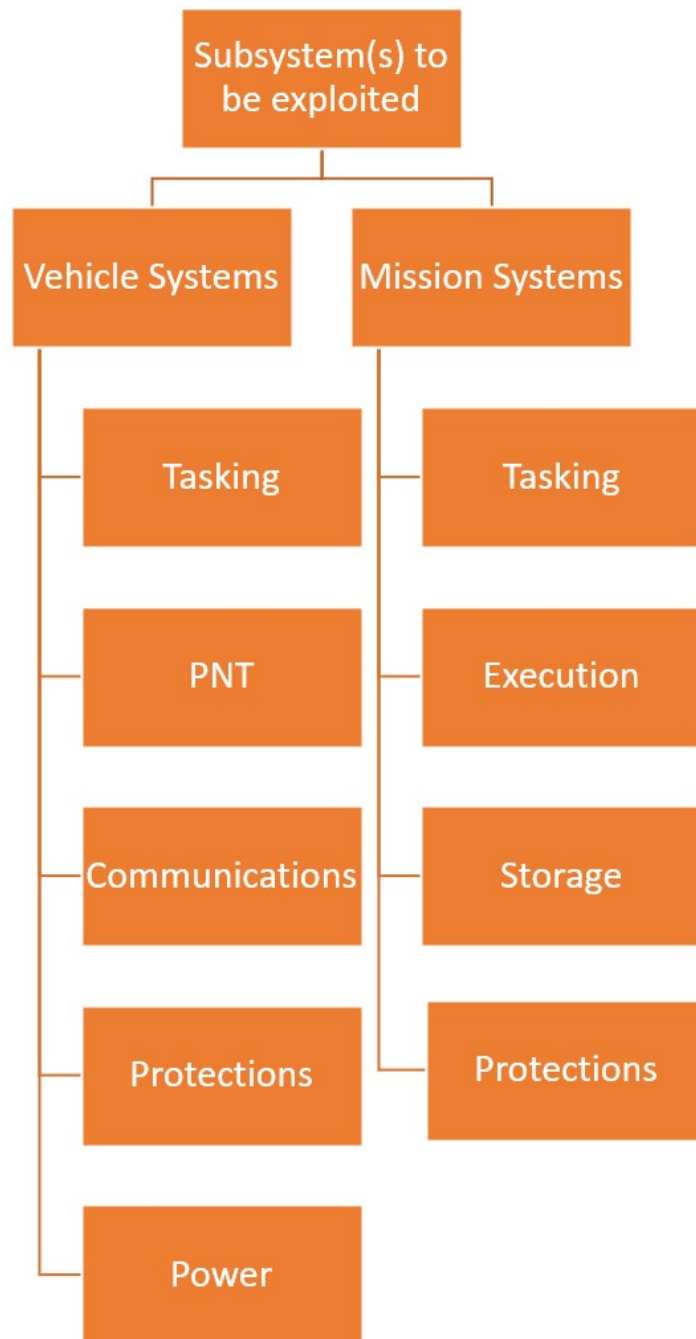 Subsystem(s) to
be exploited
Vehicle Systems
Mission Systems
Tasking
PNT
Communications
Protections
Power
Tasking
Execution
Storage
Protections